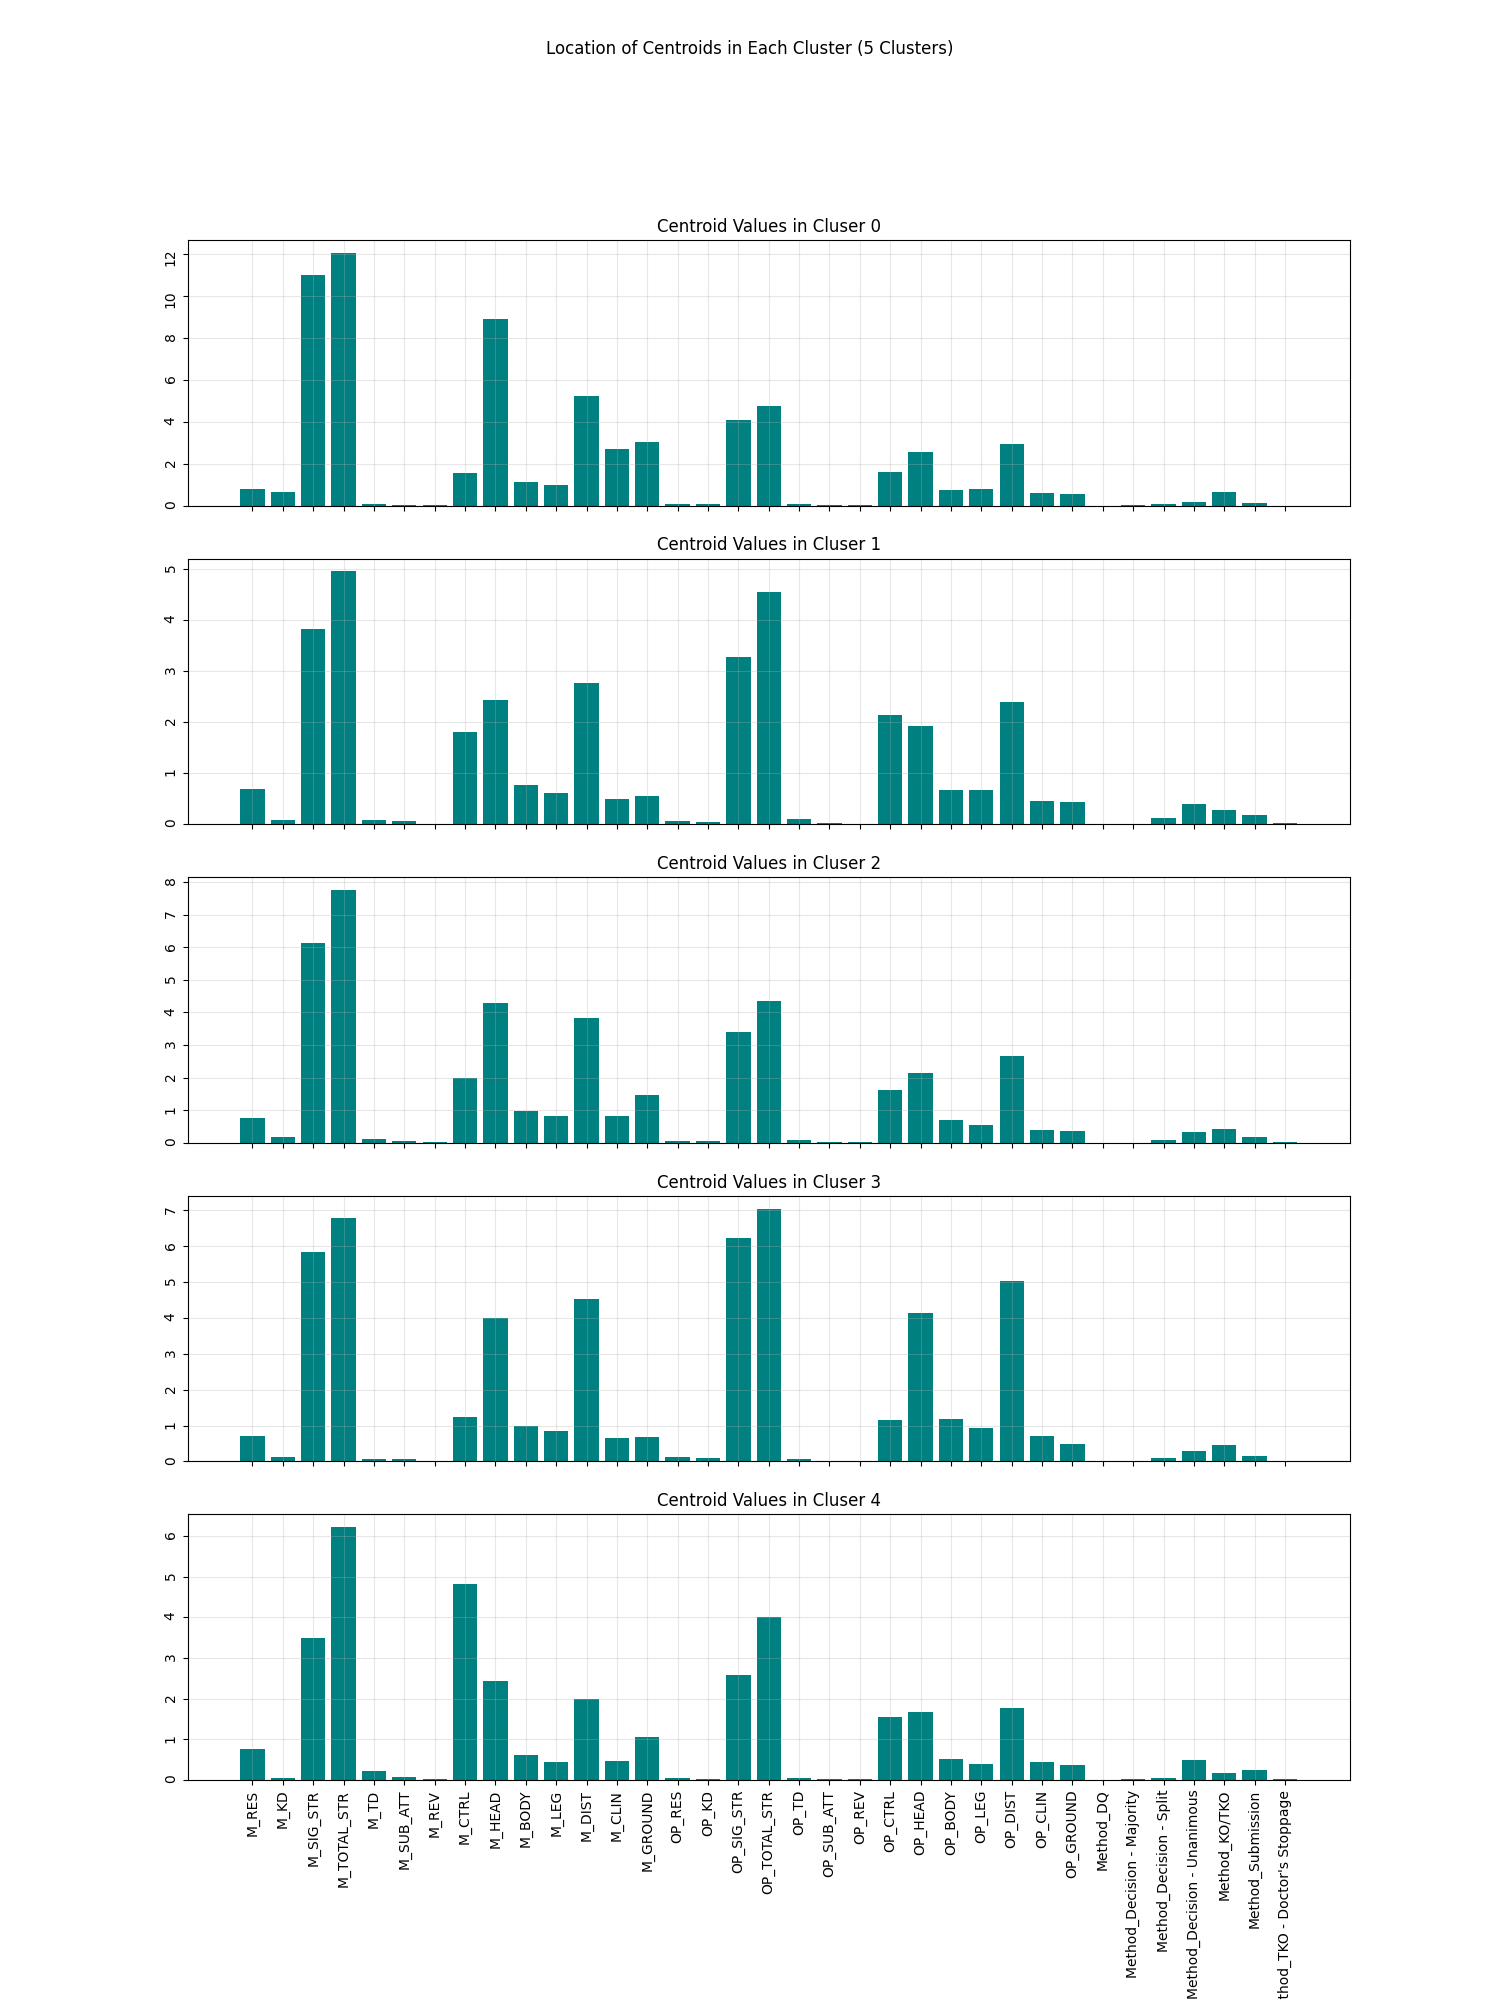 Location of Centroids in Each Cluster (5 Clusters)
Centroid Values in Cluser 0
12
10
8
6
4
2
0
Centroid Values in Cluser 1
5
4
3
2
1
0
Centroid Values in Cluser 2
8
7
6
5
4
3
2
1
0
Centroid Values in Cluser 3
7
6
5
4
3
2
1
0
Centroid Values in Cluser 4
6
5
4
3
2
1
0
M_RES
M_KD
M_SIG_STR
M_TOTAL_STR
M_TD
M_SUB_ATT
M_REV
M_CTRL
M_HEAD
M_BODY
M_LEG
M_DIST
M_CLIN
M_GROUND
OP_RES
OP_KD
OP_SIG_STR
OP_TOTAL_STR
OP_TD
OP_SUB_ATT
OP_REV
OP_CTRL
OP_HEAD
OP_BODY
OP_LEG
OP_DIST
OP_CLIN
OP_GROUND
Method_DQ
Method_Decision - Majority
Method_Decision - Split
Method_Decision - Unanimous
Method_KO/TKO
Method_Submission
thod_TKO - Doctor's Stoppage